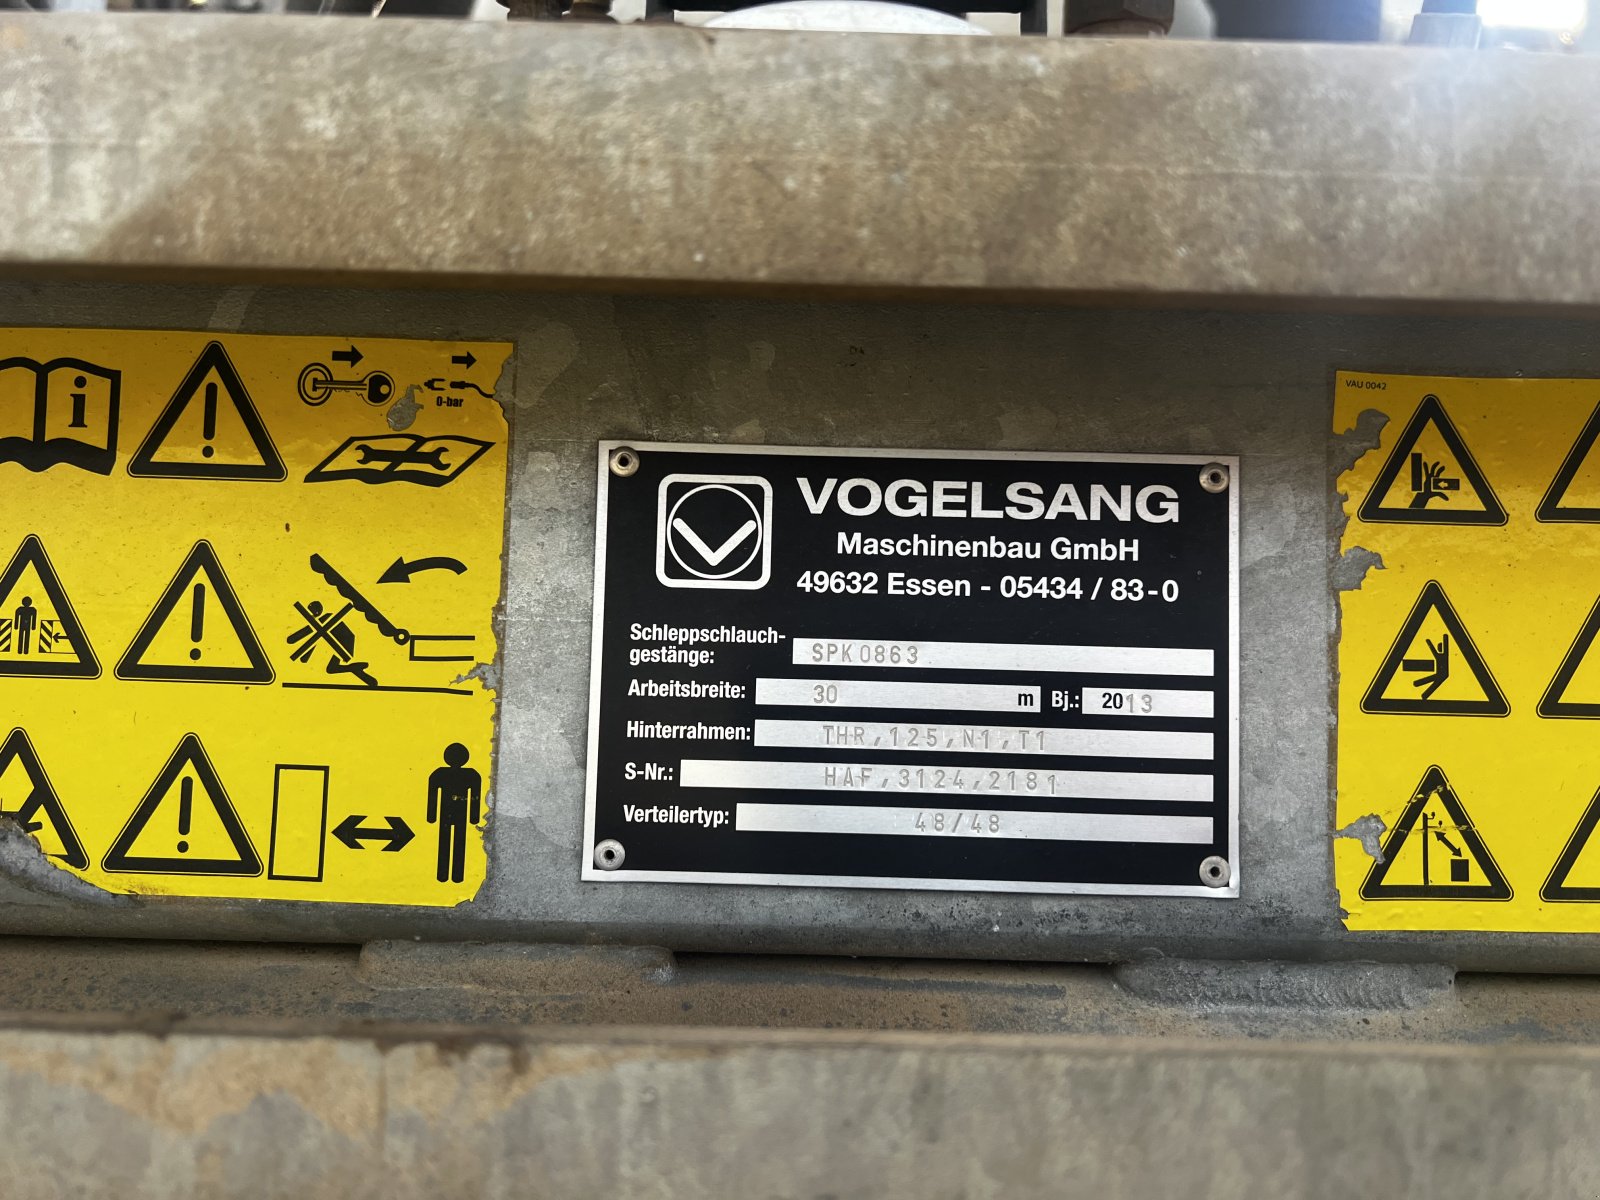 i
0-bar
VAU 0042
VOGELSANG
Maschinenbau GmbH
49632 Essen - 05434 / 83-0
Schleppschlauch-
gestänge: SPK0863
Arbeitsbreite: 30 m Bj.: 2013
Hinterrahmen: THR,125,N1,T1
S-Nr.: HAF,3124,2181
Verteilertyp: 48/48